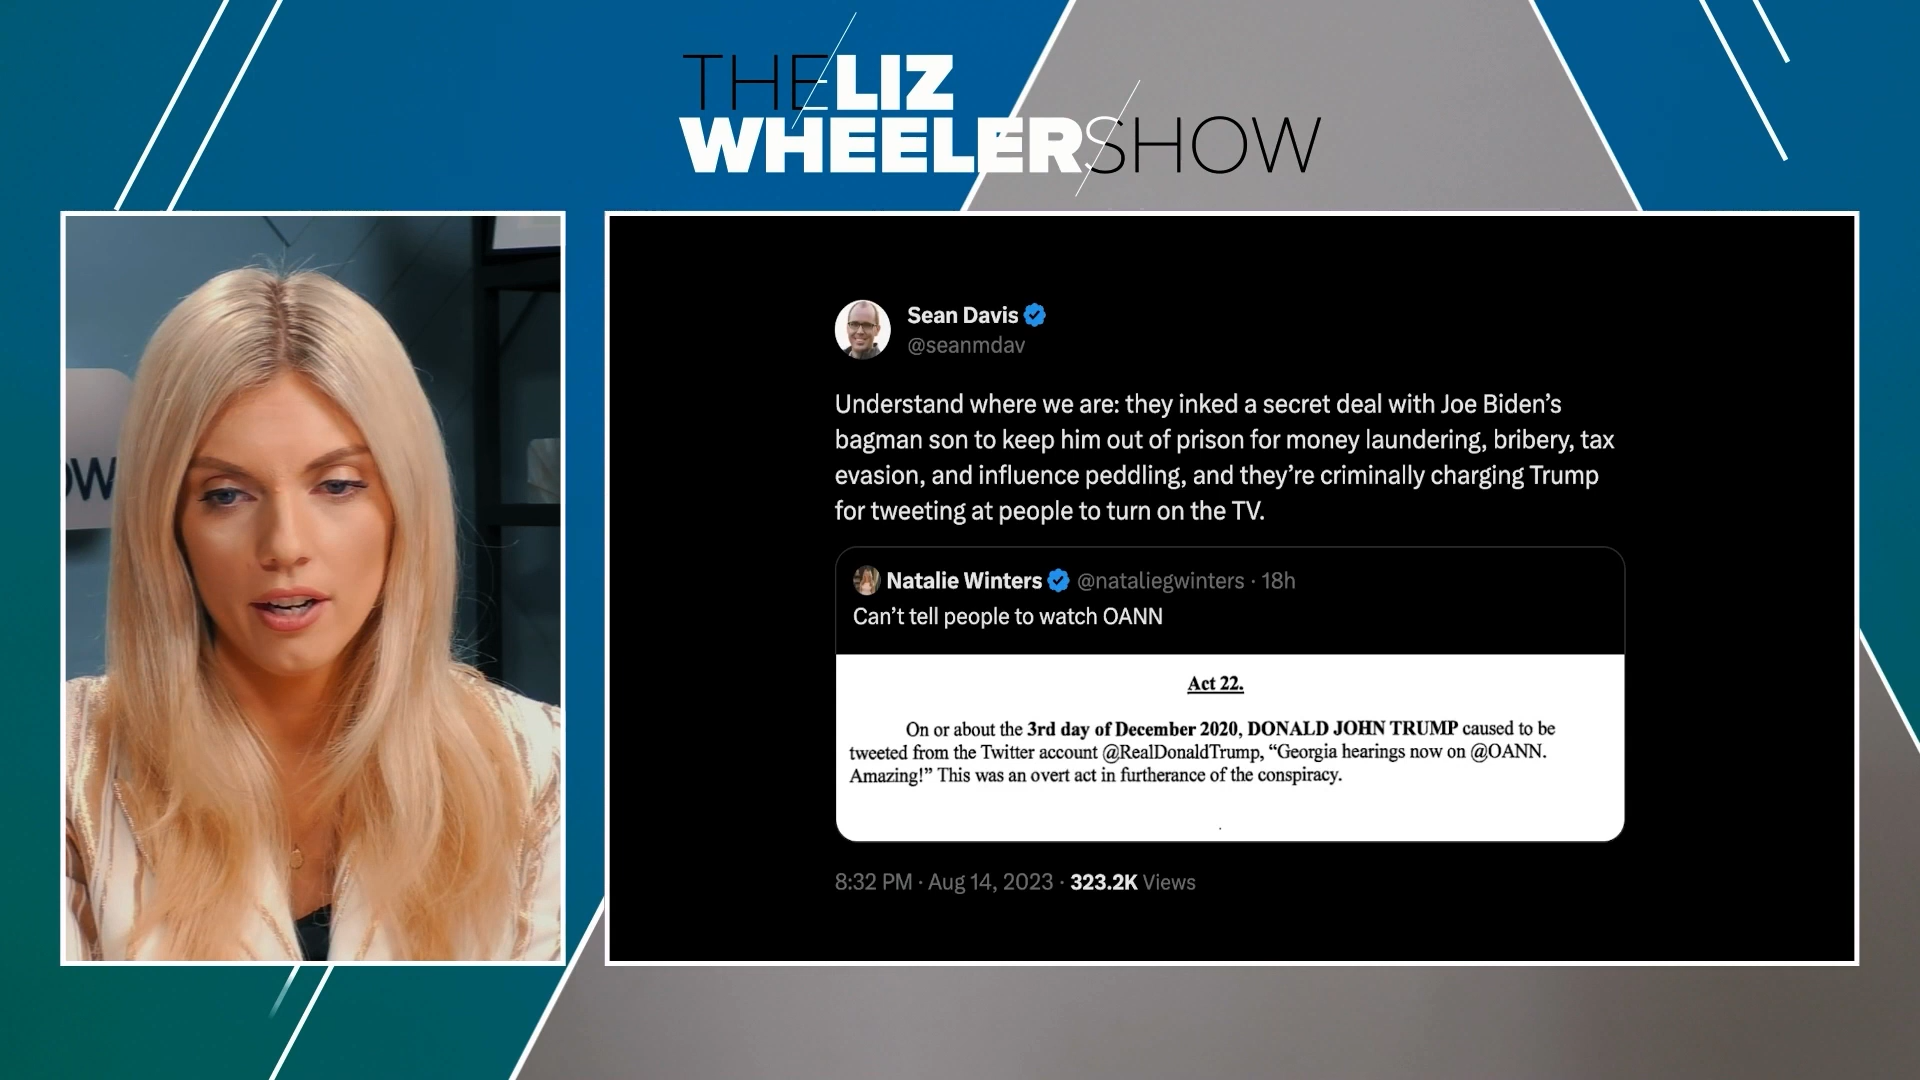 THE LIZ
WHEELER SHOW
OW
Sean Davis
@seanmdav
Understand where we are: they inked a secret deal with Joe Biden’s
bagman son to keep him out of prison for money laundering, bribery, tax
evasion, and influence peddling, and they’re criminally charging Trump
for tweeting at people to turn on the TV.
Natalie Winters @nataliegwinters · 18h
Can’t tell people to watch OANN
Act 22.
On or about the 3rd day of December 2020, DONALD JOHN TRUMP caused to be
tweeted from the Twitter account @RealDonaldTrump, “Georgia hearings now on @OANN.
Amazing!” This was an overt act in furtherance of the conspiracy.
8:32 PM · Aug 14, 2023 · 323.2K Views